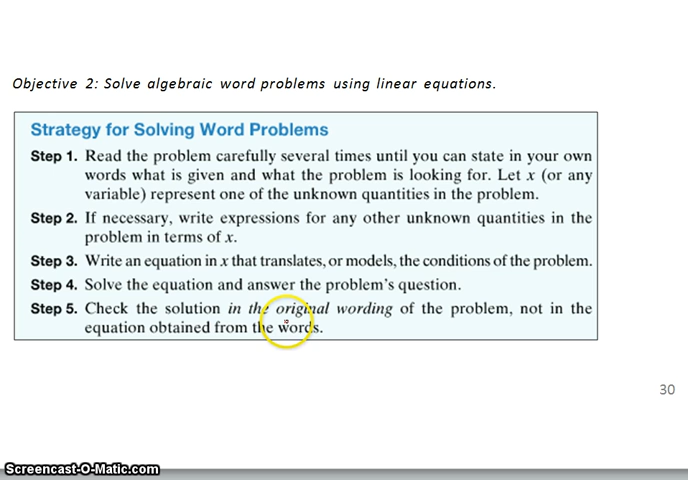 Objective 2: Solve algebraic word problems using linear equations.
Strategy for Solving Word Problems
Step 1. Read the problem carefully several times until you can state in your own
words what is given and what the problem is looking for. Let x (or any
variable) represent one of the unknown quantities in the problem.
Step 2. If necessary, write expressions for any other unknown quantities in the
problem in terms of x.
Step 3. Write an equation in x that translates, or models, the conditions of the problem.
Step 4. Solve the equation and answer the problem's question.
Step 5. Check the solution in the original wording of the problem, not in the
equation obtained from the words.
30
Screencast-O-Matic.com